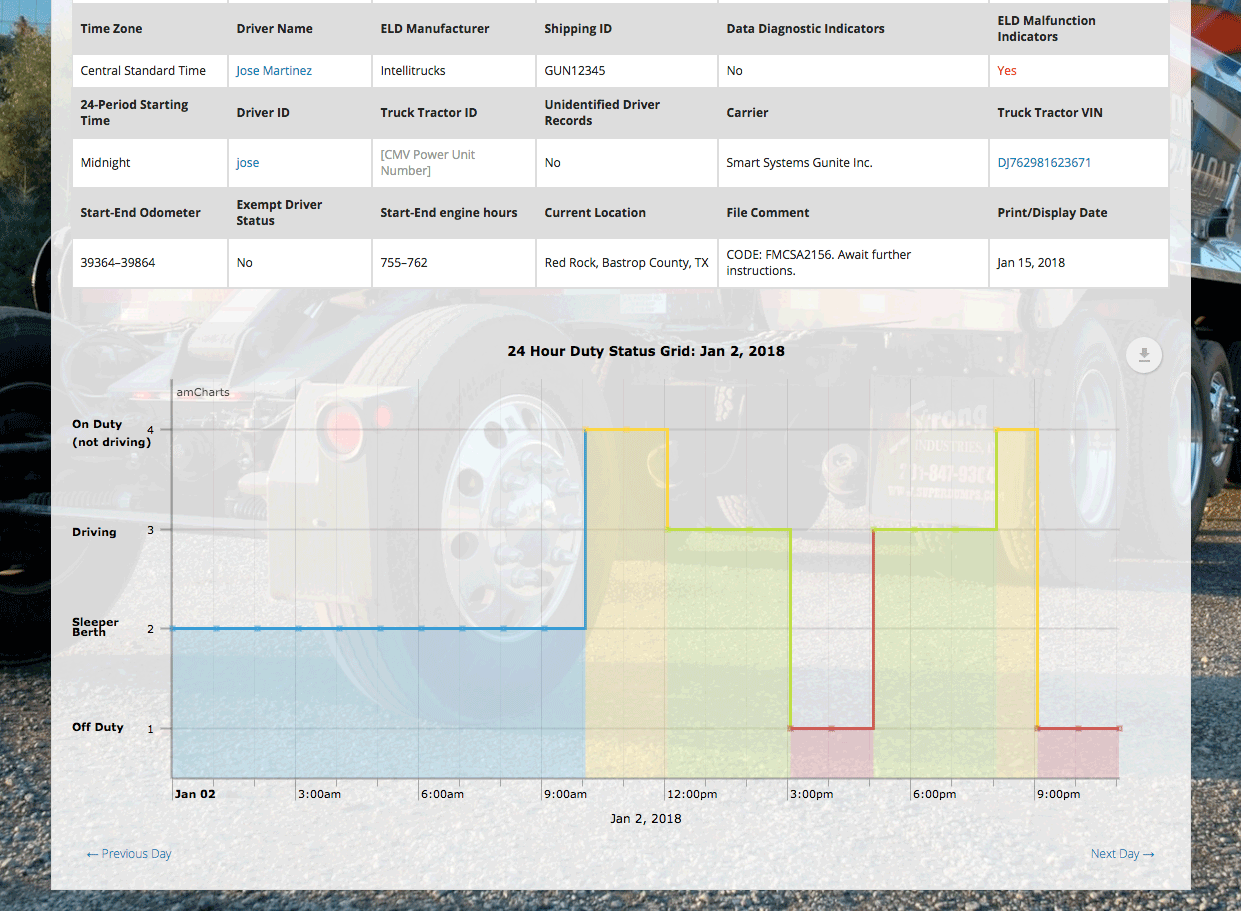 Time Zone Driver Name ELD Manufacturer Shipping ID Data Diagnostic Indicators ELD Malfunction
Indicators
Central Standard Time Jose Martinez Intellitrucks GUN12345 No Yes
24-Period Starting
Time Driver ID Truck Tractor ID Unidentified Driver
Records Carrier Truck Tractor VIN
Midnight jose [CMV Power Unit
Number] No Smart Systems Gunite Inc. DJ762981623671
Start-End Odometer Exempt Driver
Status Start-End engine hours Current Location File Comment Print/Display Date
39364–39864 No 755–762 Red Rock, Bastrop County, TX CODE: FMCSA2156. Await further
instructions. Jan 15, 2018
24 Hour Duty Status Grid: Jan 2, 2018
amCharts
On Duty
(not driving) 4
Driving 3
Sleeper
Berth 2
Off Duty 1
Jan 02 3:00am 6:00am 9:00am 12:00pm 3:00pm 6:00pm 9:00pm
Jan 2, 2018
← Previous Day Next Day →